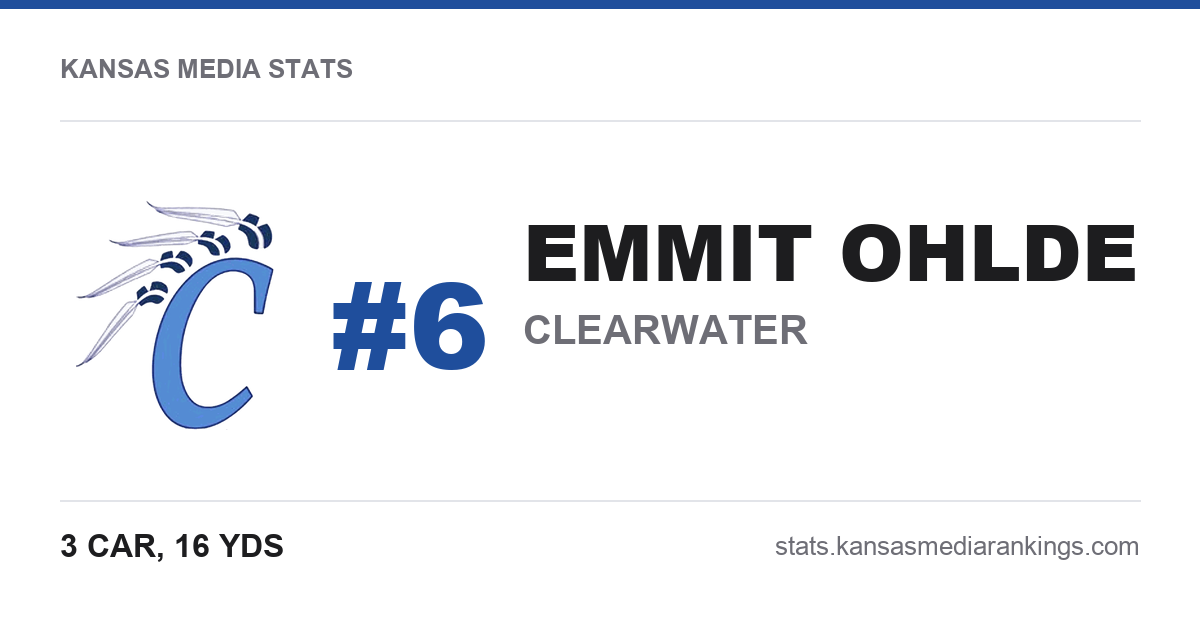 KANSAS MEDIA STATS
C
#6
EMMIT OHLDE
CLEARWATER
3 CAR, 16 YDS
stats.kansasmediarankings.com